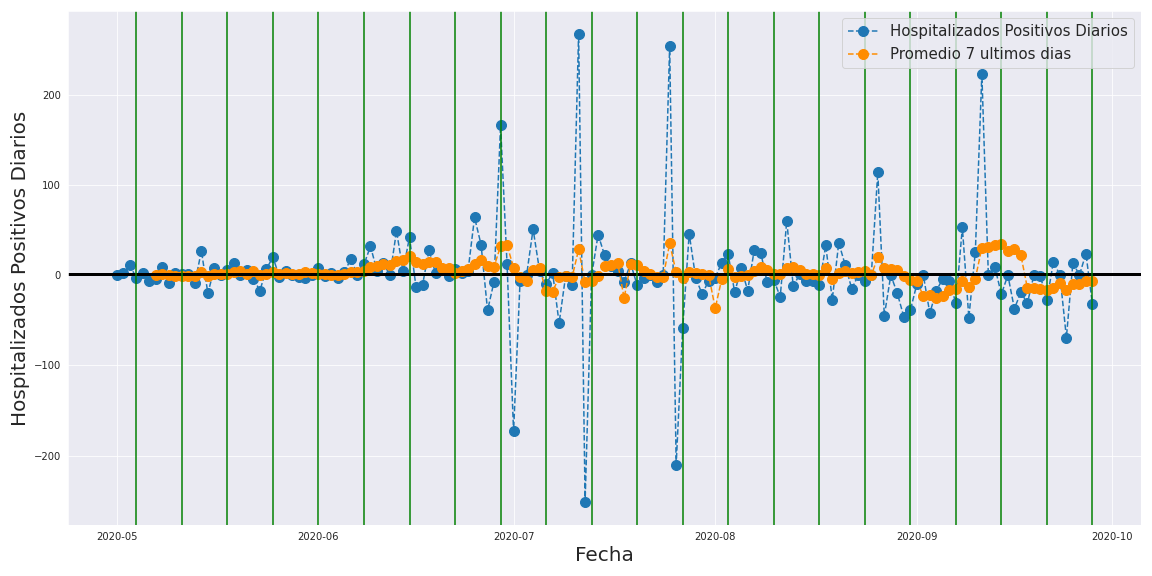 Hospitalizados Positivos Diarios
Promedio 7 ultimos dias
Hospitalizados Positivos Diarios
200
100
0
−100
−200
2020-05
2020-06
2020-07
2020-08
2020-09
2020-10
Fecha